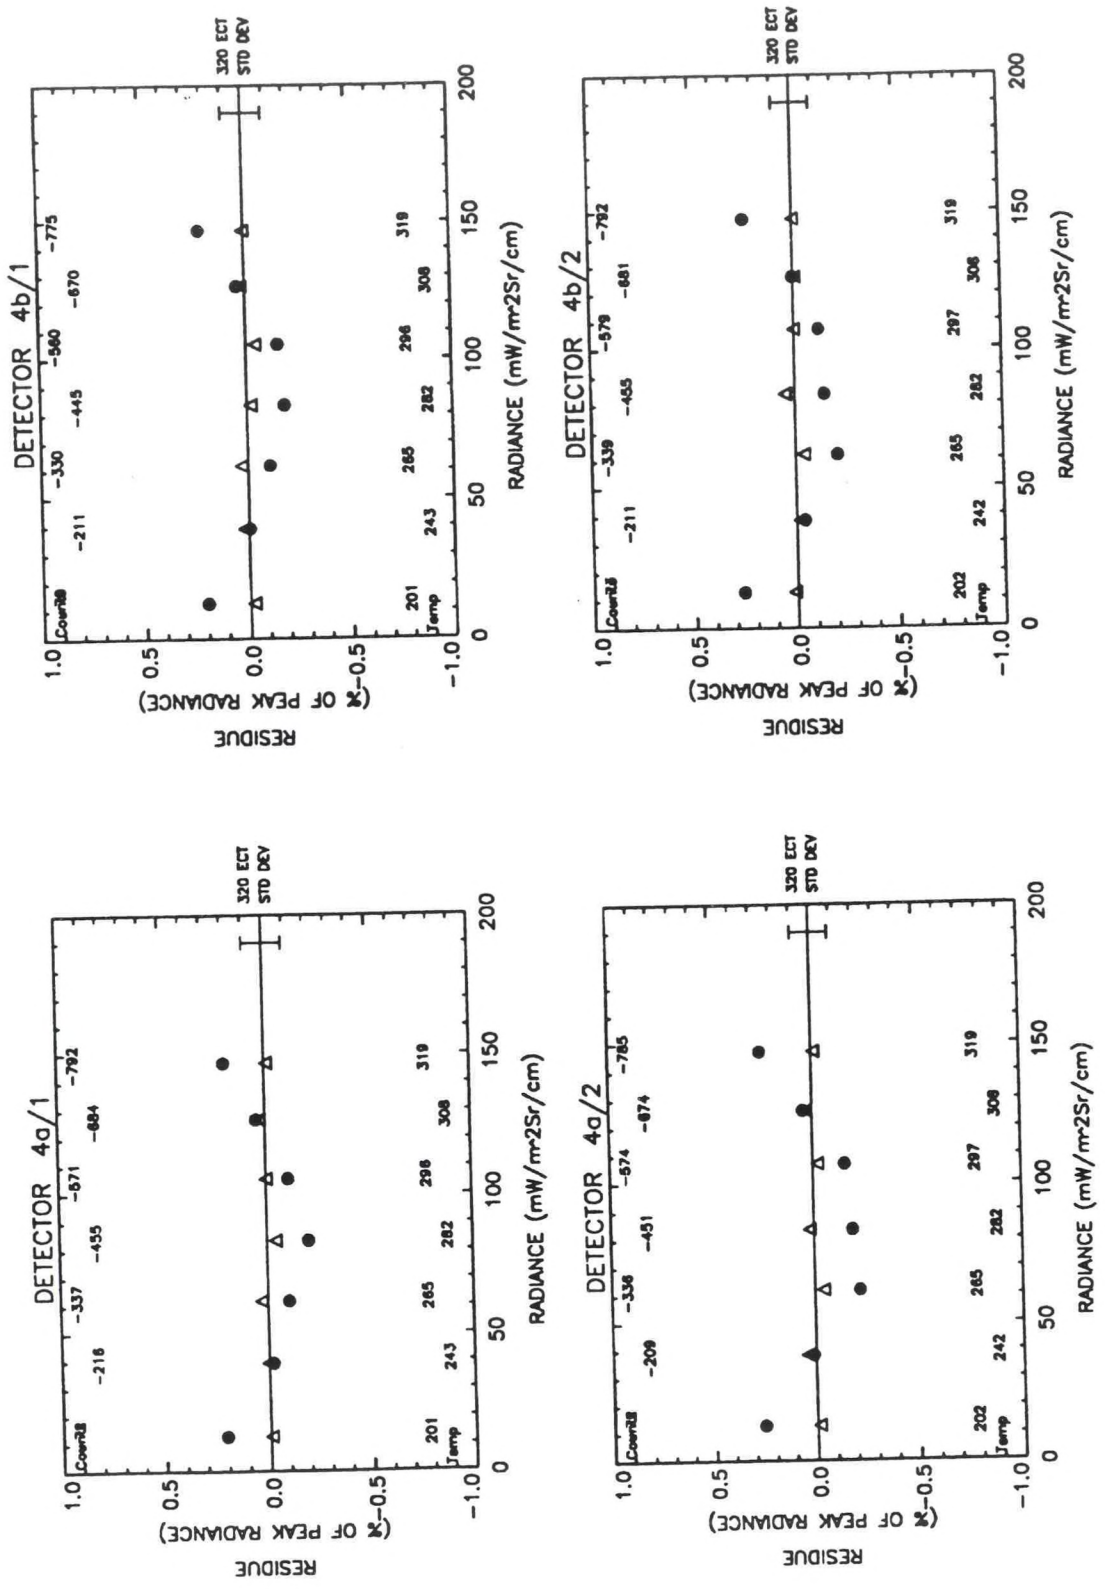 DETECTOR 4a/1
-216 -337 -455 -571 -684 -792
1.0
0.5
0.0
-0.5
-1.0
RESIDUE
(% OF PEAK RADIANCE)
320 ECT
STD DEV
201 243 265 282 296 308 319
Temp
0 50 100 150 200
RADIANCE (mW/m^2Sr/cm)
DETECTOR 4b/1
-211 -330 -445 -560 -670 -775
1.0
0.5
0.0
-0.5
-1.0
RESIDUE
(% OF PEAK RADIANCE)
320 ECT
STD DEV
201 243 265 282 296 308 319
Temp
0 50 100 150 200
RADIANCE (mW/m^2Sr/cm)
DETECTOR 4a/2
-209 -336 -451 -574 -674 -785
1.0
0.5
0.0
-0.5
-1.0
RESIDUE
(% OF PEAK RADIANCE)
320 ECT
STD DEV
202 242 265 282 297 306 319
Temp
0 50 100 150 200
RADIANCE (mW/m^2Sr/cm)
DETECTOR 4b/2
-211 -339 -455 -579 -681 -792
1.0
0.5
0.0
-0.5
-1.0
RESIDUE
(% OF PEAK RADIANCE)
320 ECT
STD DEV
202 242 265 282 297 306 319
Temp
0 50 100 150 200
RADIANCE (mW/m^2Sr/cm)